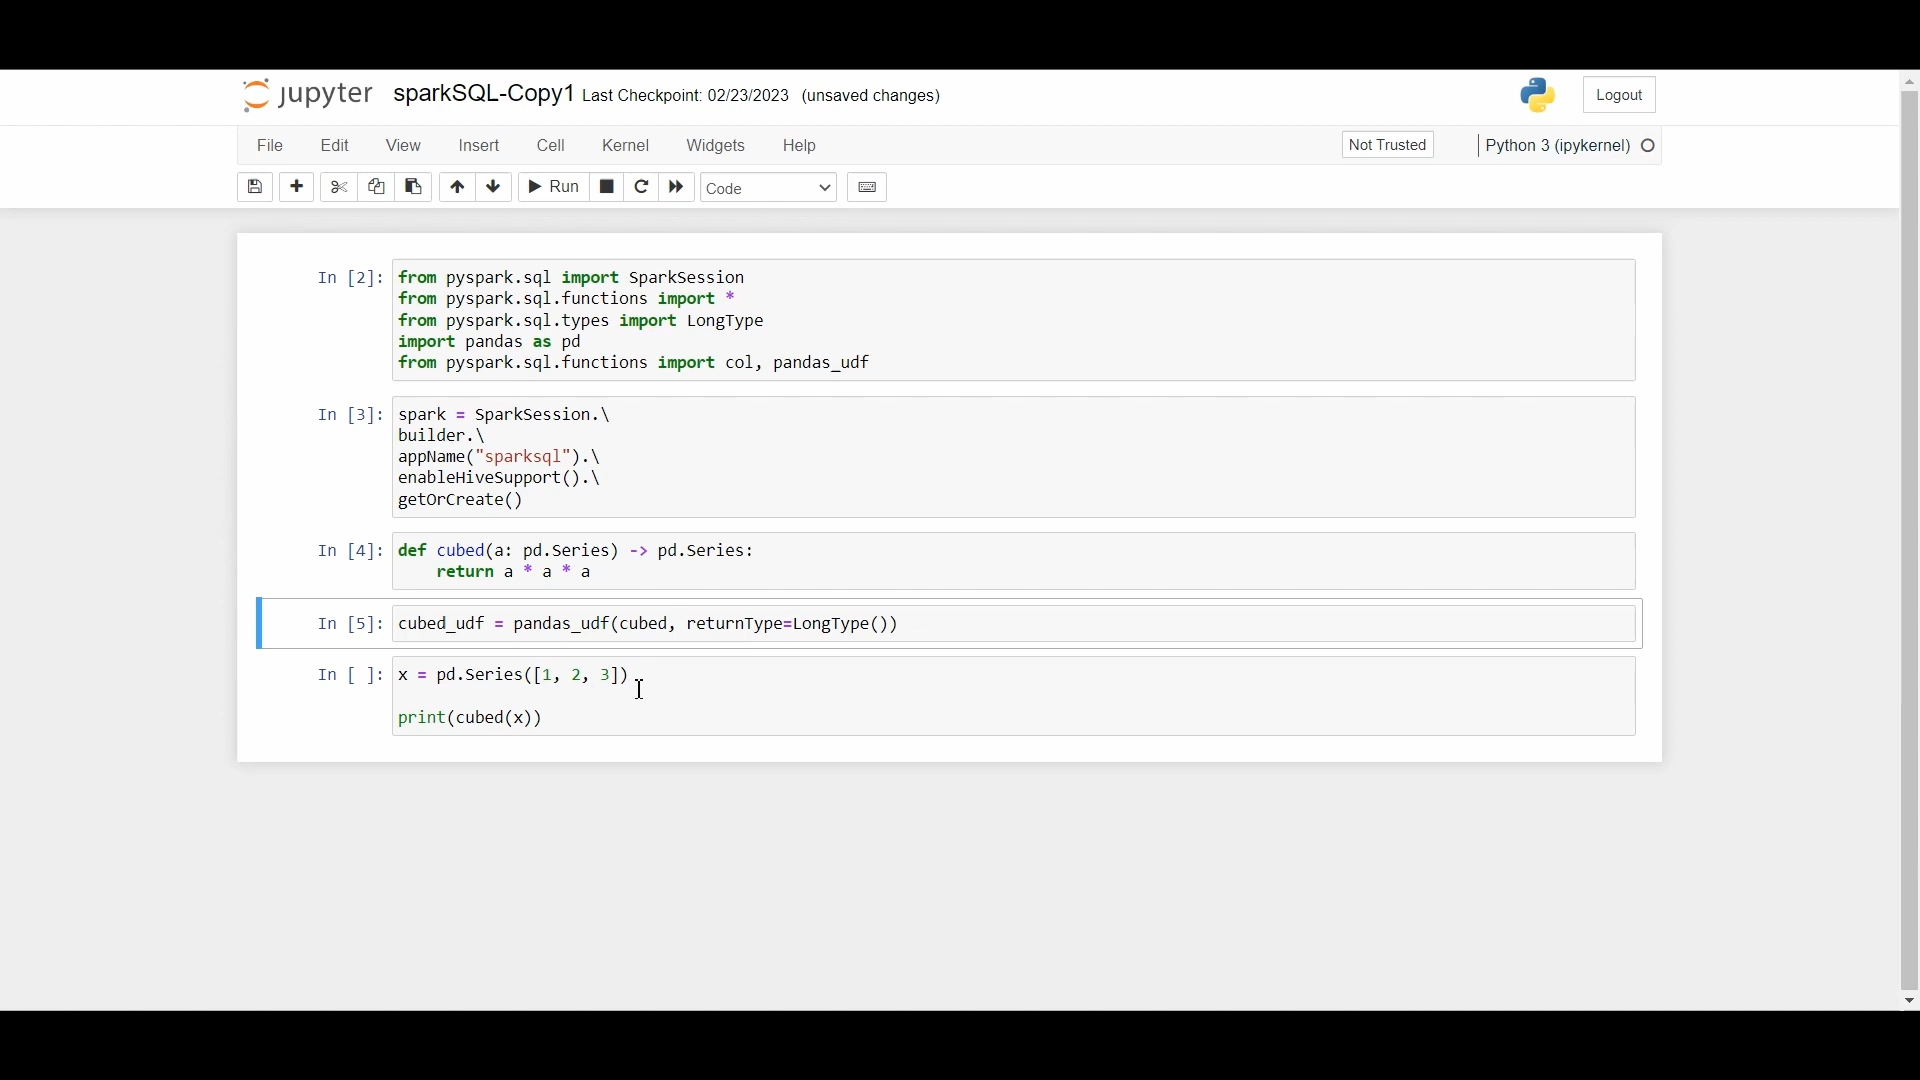 jupyter sparkSQL-Copy1 Last Checkpoint: 02/23/2023 (unsaved changes) Logout
File Edit View Insert Cell Kernel Widgets Help Not Trusted Python 3 (ipykernel)
Run Code
In [2]: from pyspark.sql import SparkSession
from pyspark.sql.functions import *
from pyspark.sql.types import LongType
import pandas as pd
from pyspark.sql.functions import col, pandas_udf
In [3]: spark = SparkSession.\
builder.\
appName("sparksql").\
enableHiveSupport().\
getOrCreate()
In [4]: def cubed(a: pd.Series) -> pd.Series:
    return a * a * a
In [5]: cubed_udf = pandas_udf(cubed, returnType=LongType())
In [ ]: x = pd.Series([1, 2, 3])
print(cubed(x))